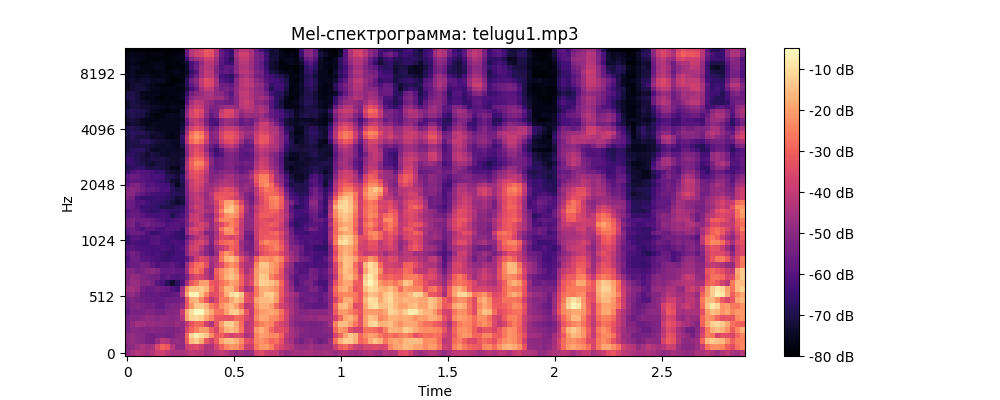 Mel-спектрограмма: telugu1.mp3
8192
4096
2048
1024
512
0
Hz
0
0.5
1
1.5
2
2.5
Time
-10 dB
-20 dB
-30 dB
-40 dB
-50 dB
-60 dB
-70 dB
-80 dB